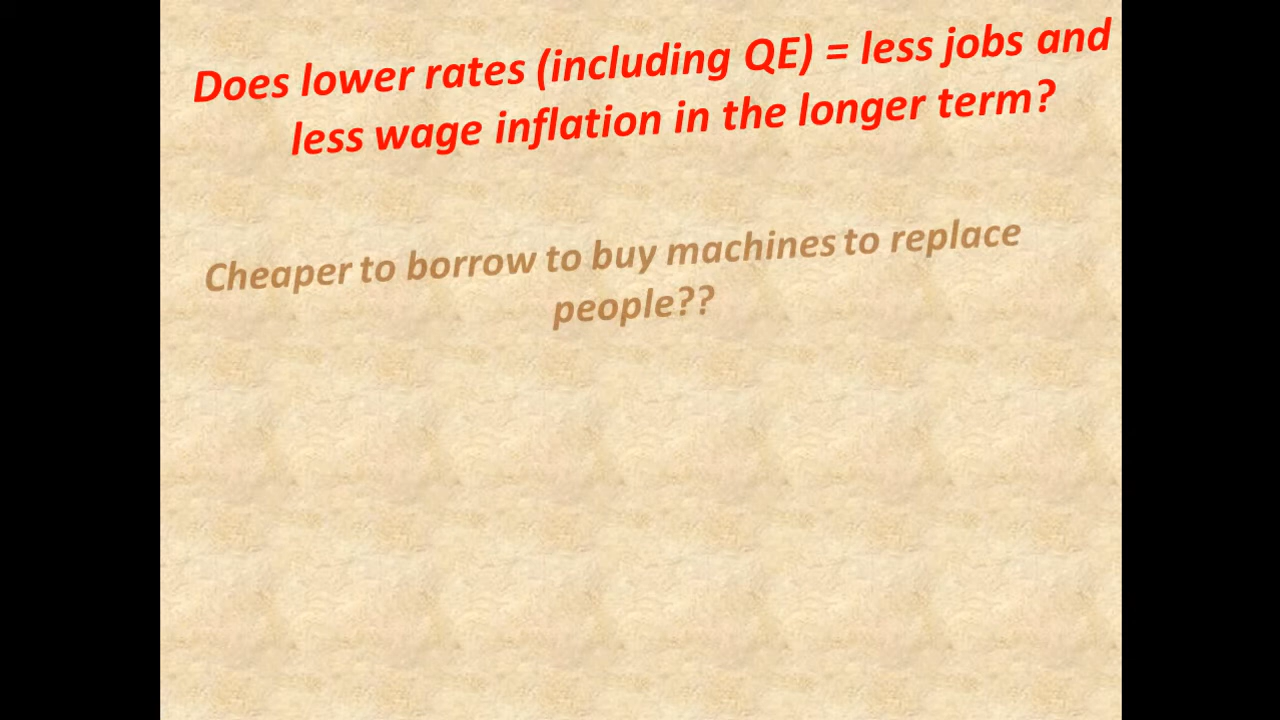 Does lower rates (including QE) = less jobs and
less wage inflation in the longer term?
Cheaper to borrow to buy machines to replace
people??